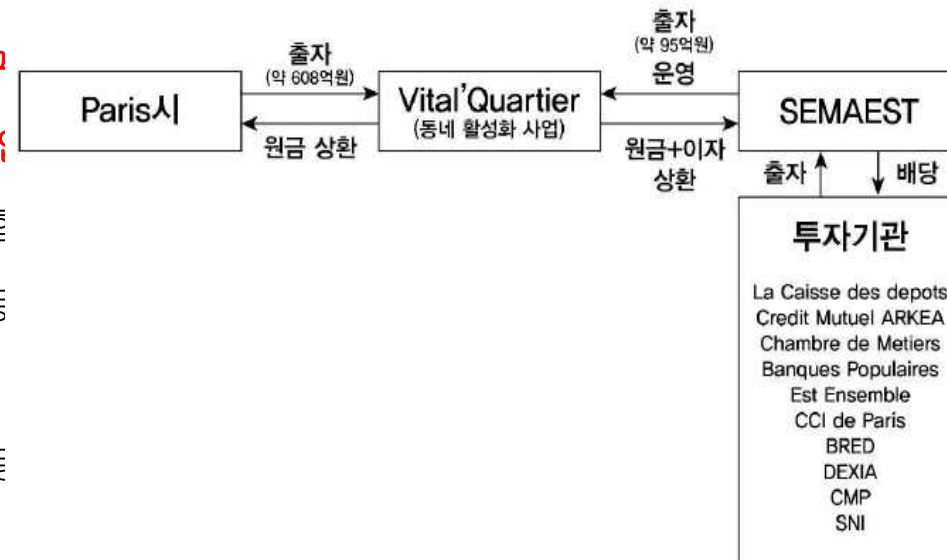 출자
(약 608억원)
출자
(약 95억원)
운영
Paris시
Vital'Quartier
(동네 활성화 사업)
SEMAEST
원금 상환
원금+이자
상환
출자
배당
투자기관
La Caisse des depots
Credit Mutuel ARKEA
Chambre de Metiers
Banques Populaires
Est Ensemble
CCI de Paris
BRED
DEXIA
CMP
SNI